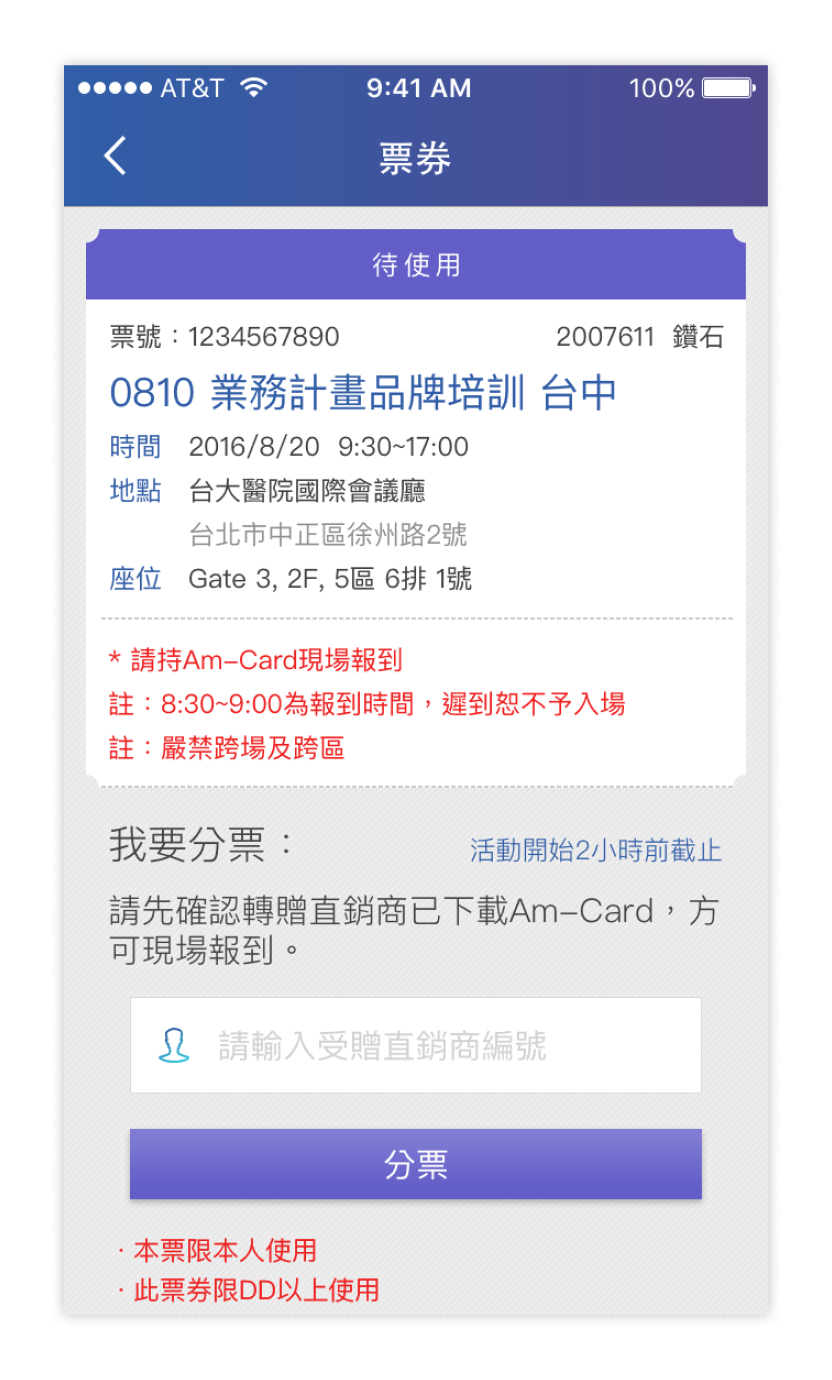 AT&T 9:41 AM 100%
票券
待使用
票號：1234567890 2007611 鑽石
0810 業務計畫品牌培訓 台中
時間 2016/8/20 9:30~17:00
地點 台大醫院國際會議廳
台北市中正區徐州路2號
座位 Gate 3, 2F, 5區 6排 1號
* 請持Am–Card現場報到
註：8:30~9:00為報到時間，遲到恕不予入場
註：嚴禁跨場及跨區
我要分票： 活動開始2小時前截止
請先確認轉贈直銷商已下載Am–Card，方
可現場報到。
請輸入受贈直銷商編號
分票
· 本票限本人使用
· 此票券限DD以上使用